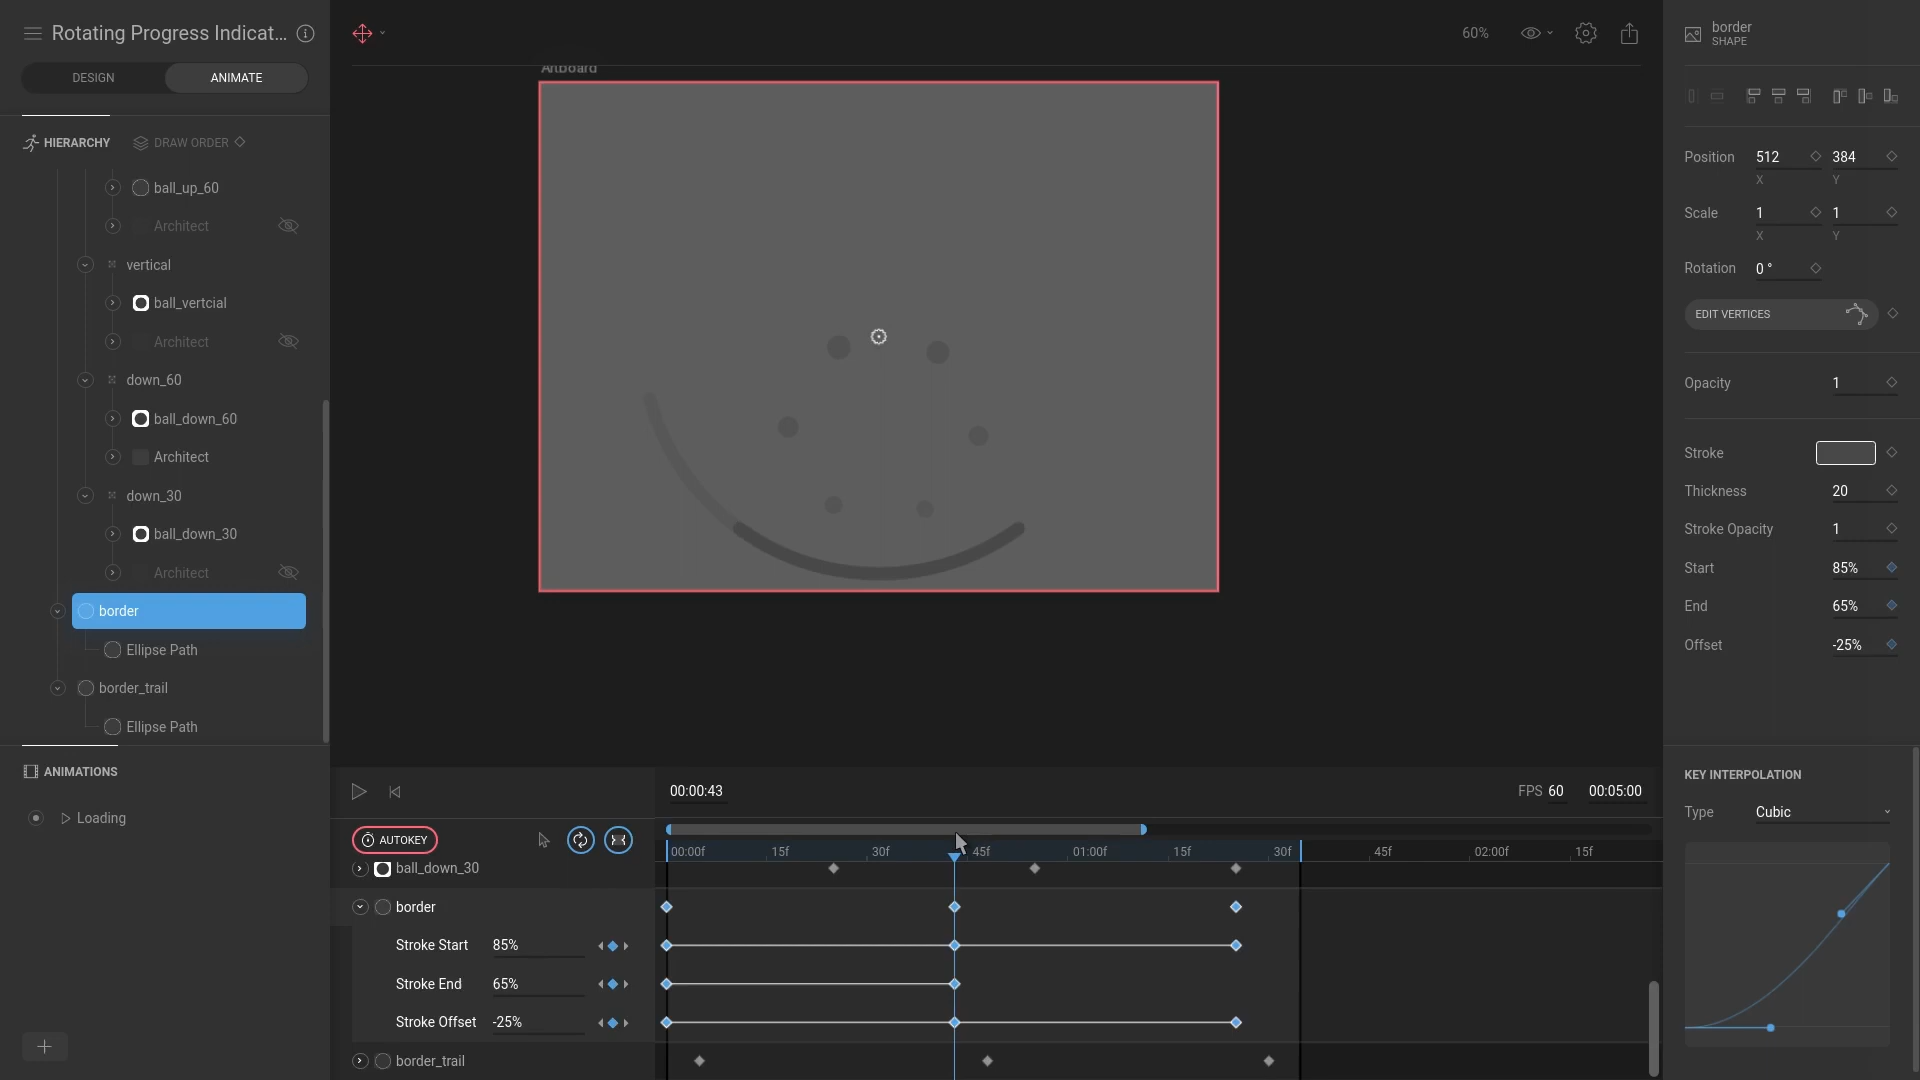 Rotating Progress Indicat...
DESIGN
ANIMATE
HIERARCHY
DRAW ORDER
ball_up_60
Architect
vertical
ball_vertcial
Architect
down_60
ball_down_60
Architect
down_30
ball_down_30
Architect
border
Ellipse Path
border_trail
Ellipse Path
ANIMATIONS
Loading
60%
Artboard
border
SHAPE
Position 512 384
X Y
Scale 1 1
X Y
Rotation 0 °
EDIT VERTICES
Opacity 1
Stroke
Thickness 20
Stroke Opacity 1
Start 85%
End 65%
Offset -25%
KEY INTERPOLATION
Type Cubic
00:00:43
FPS 60 00:05:00
AUTOKEY
00:00f 15f 30f 45f 01:00f 15f 30f 45f 02:00f 15f
ball_down_30
border
Stroke Start 85%
Stroke End 65%
Stroke Offset -25%
border_trail